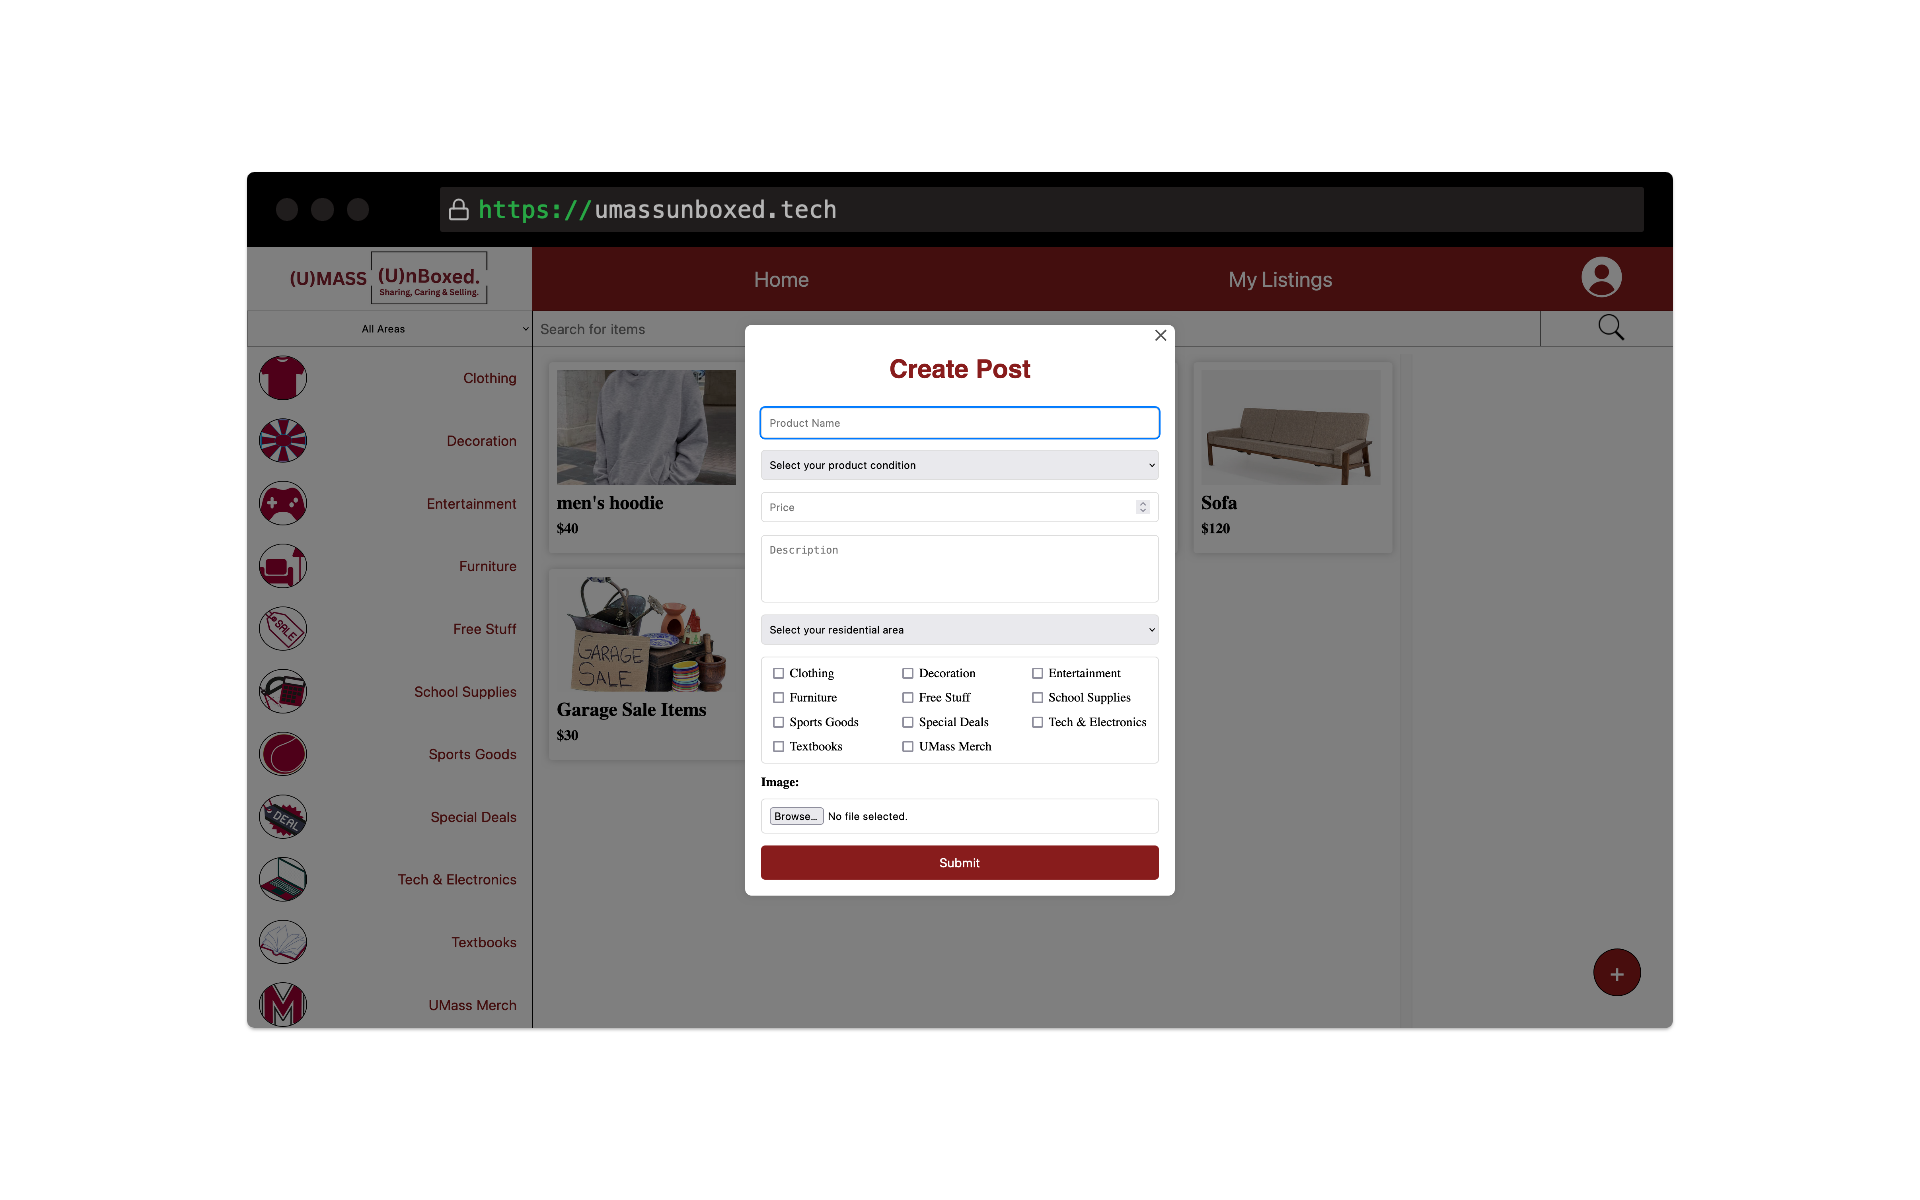 https://umassunboxed.tech
(U)MASS (U)nBoxed.
Sharing, Caring & Selling.
Home
My Listings
All Areas
Search for items
Clothing
Decoration
Entertainment
Furniture
Free Stuff
School Supplies
Sports Goods
Special Deals
Tech & Electronics
Textbooks
UMass Merch
SALE
DEAL
M
men's hoodie
$40
GARAGE
SALE
Garage Sale Items
$30
Sofa
$120
Create Post
Product Name
Select your product condition
Price
Description
Select your residential area
Clothing Decoration Entertainment
Furniture Free Stuff School Supplies
Sports Goods Special Deals Tech & Electronics
Textbooks UMass Merch
Image:
Browse... No file selected.
Submit
+